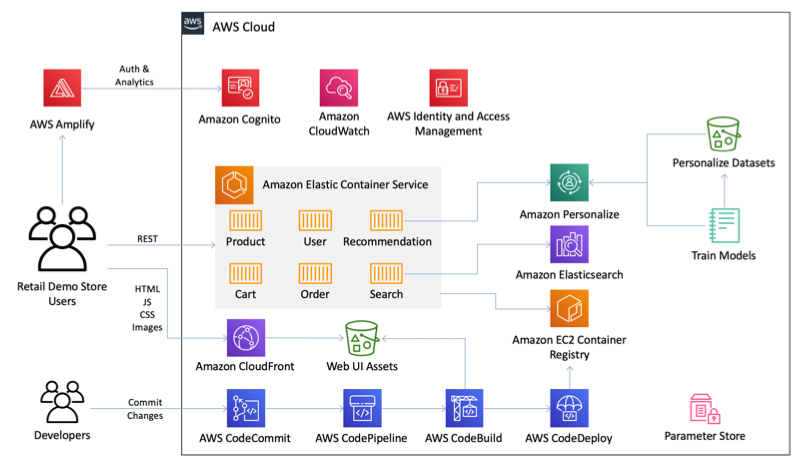 aws
AWS Cloud
Auth &
Analytics
AWS Amplify
Amazon Cognito
Amazon
CloudWatch
AWS Identity and Access
Management
Personalize Datasets
Amazon Elastic Container Service
Product
User
Recommendation
Amazon Personalize
REST
Train Models
Cart
Order
Search
Amazon Elasticsearch
Retail Demo Store
Users
HTML
JS
CSS
Images
Amazon CloudFront
Web UI Assets
Amazon EC2 Container
Registry
Commit
Changes
Developers
AWS CodeCommit
AWS CodePipeline
AWS CodeBuild
AWS CodeDeploy
Parameter Store